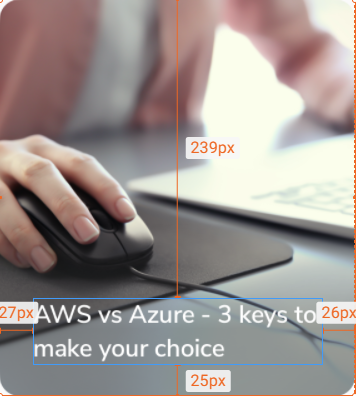 239px
27px
AWS vs Azure - 3 keys to
26px
make your choice
25px